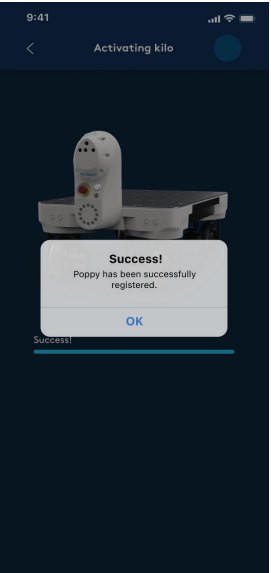 9:41
Activating kilo
Success!
Poppy has been successfully
registered.
OK
Success!